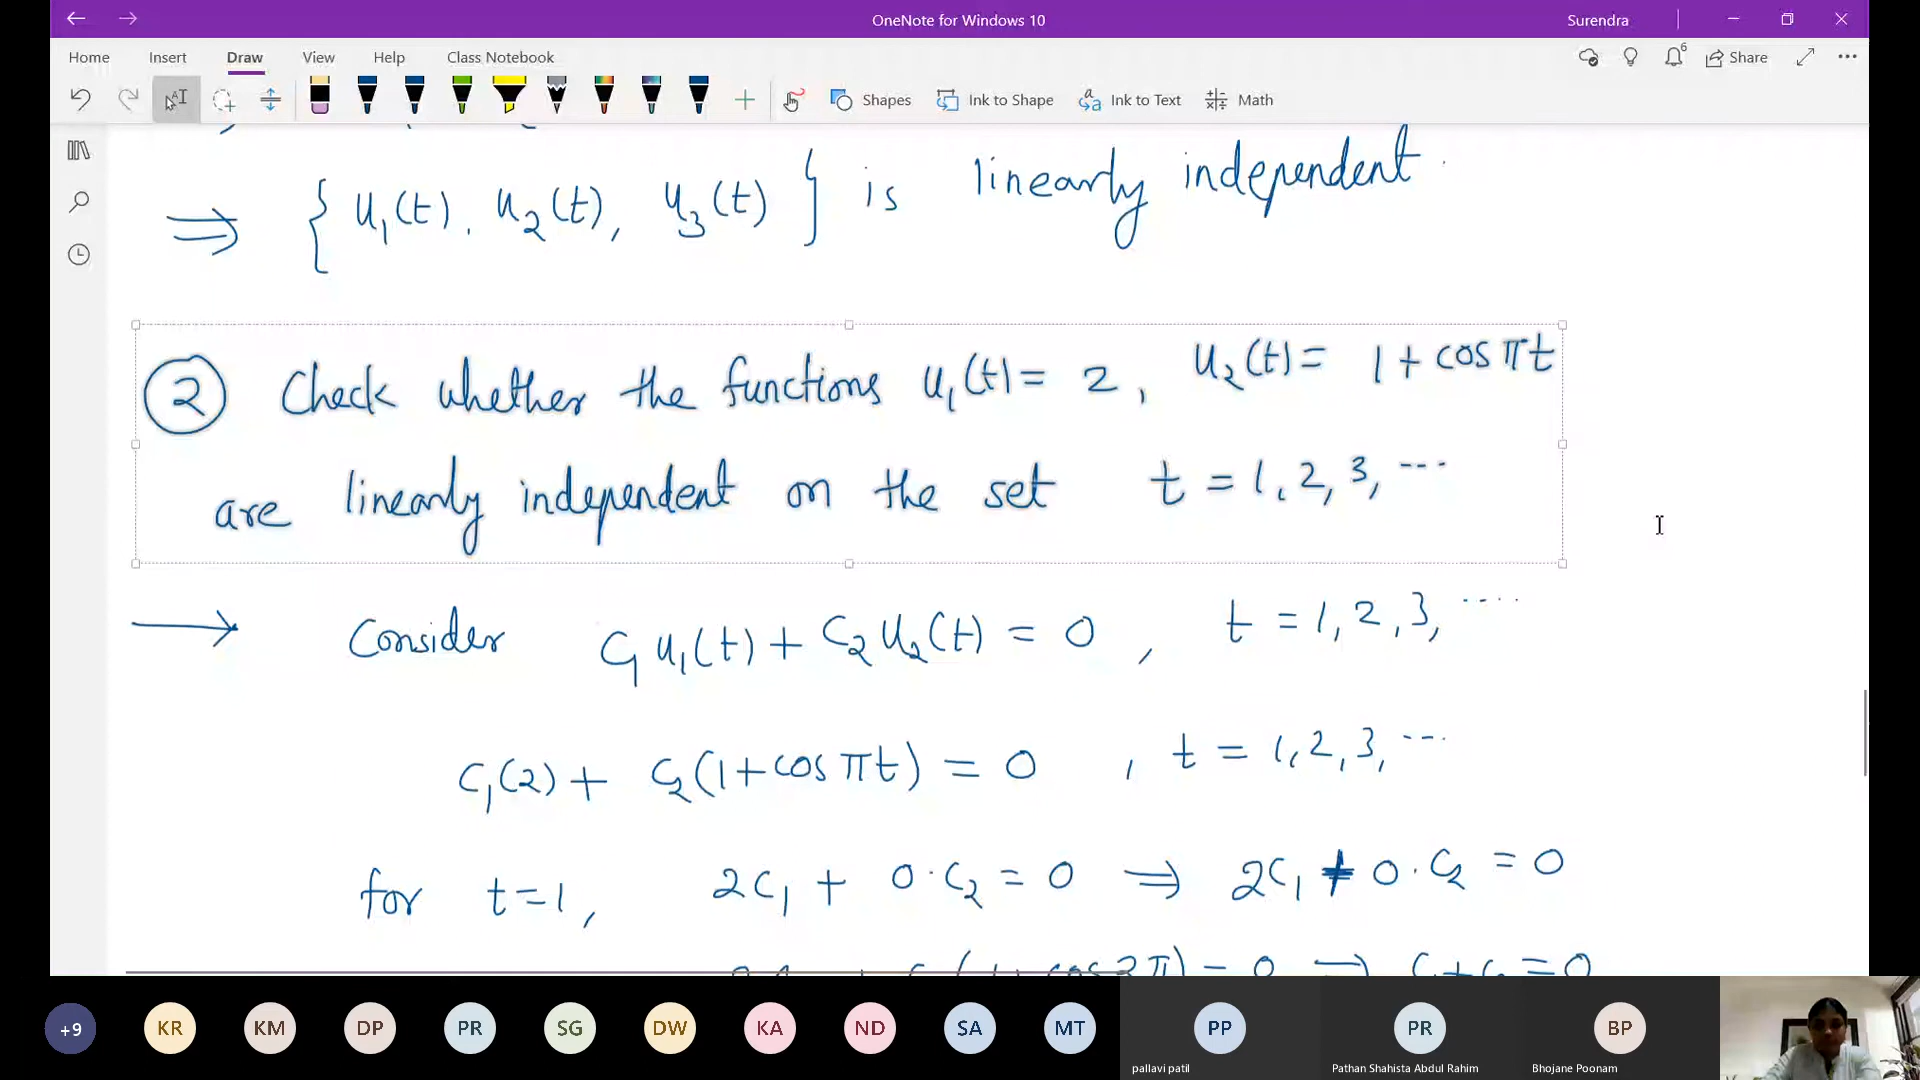 OneNote for Windows 10
Surendra
Home Insert Draw View Help Class Notebook
6 Share
Shapes Ink to Shape Ink to Text Math
⇒ { u₁(t). u₂(t), u₃(t) } is linearly independent.
② Check whether the functions u₁(t) = 2, u₂(t) = 1 + cos πt
are linearly independent on the set t = 1, 2, 3, ---
→ Consider C₁u₁(t) + C₂u₂(t) = 0, t = 1, 2, 3, ....
C₁(2) + C₂(1+cos πt) = 0, t = 1, 2, 3, ---
for t=1, 2C₁ + 0·C₂ = 0 ⇒ 2C₁ + 0·C₂ = 0
+9 KR KM DP PR SG DW KA ND SA MT PP PR BP
pallavi patil Pathan Shahista Abdul Rahim Bhojane Poonam